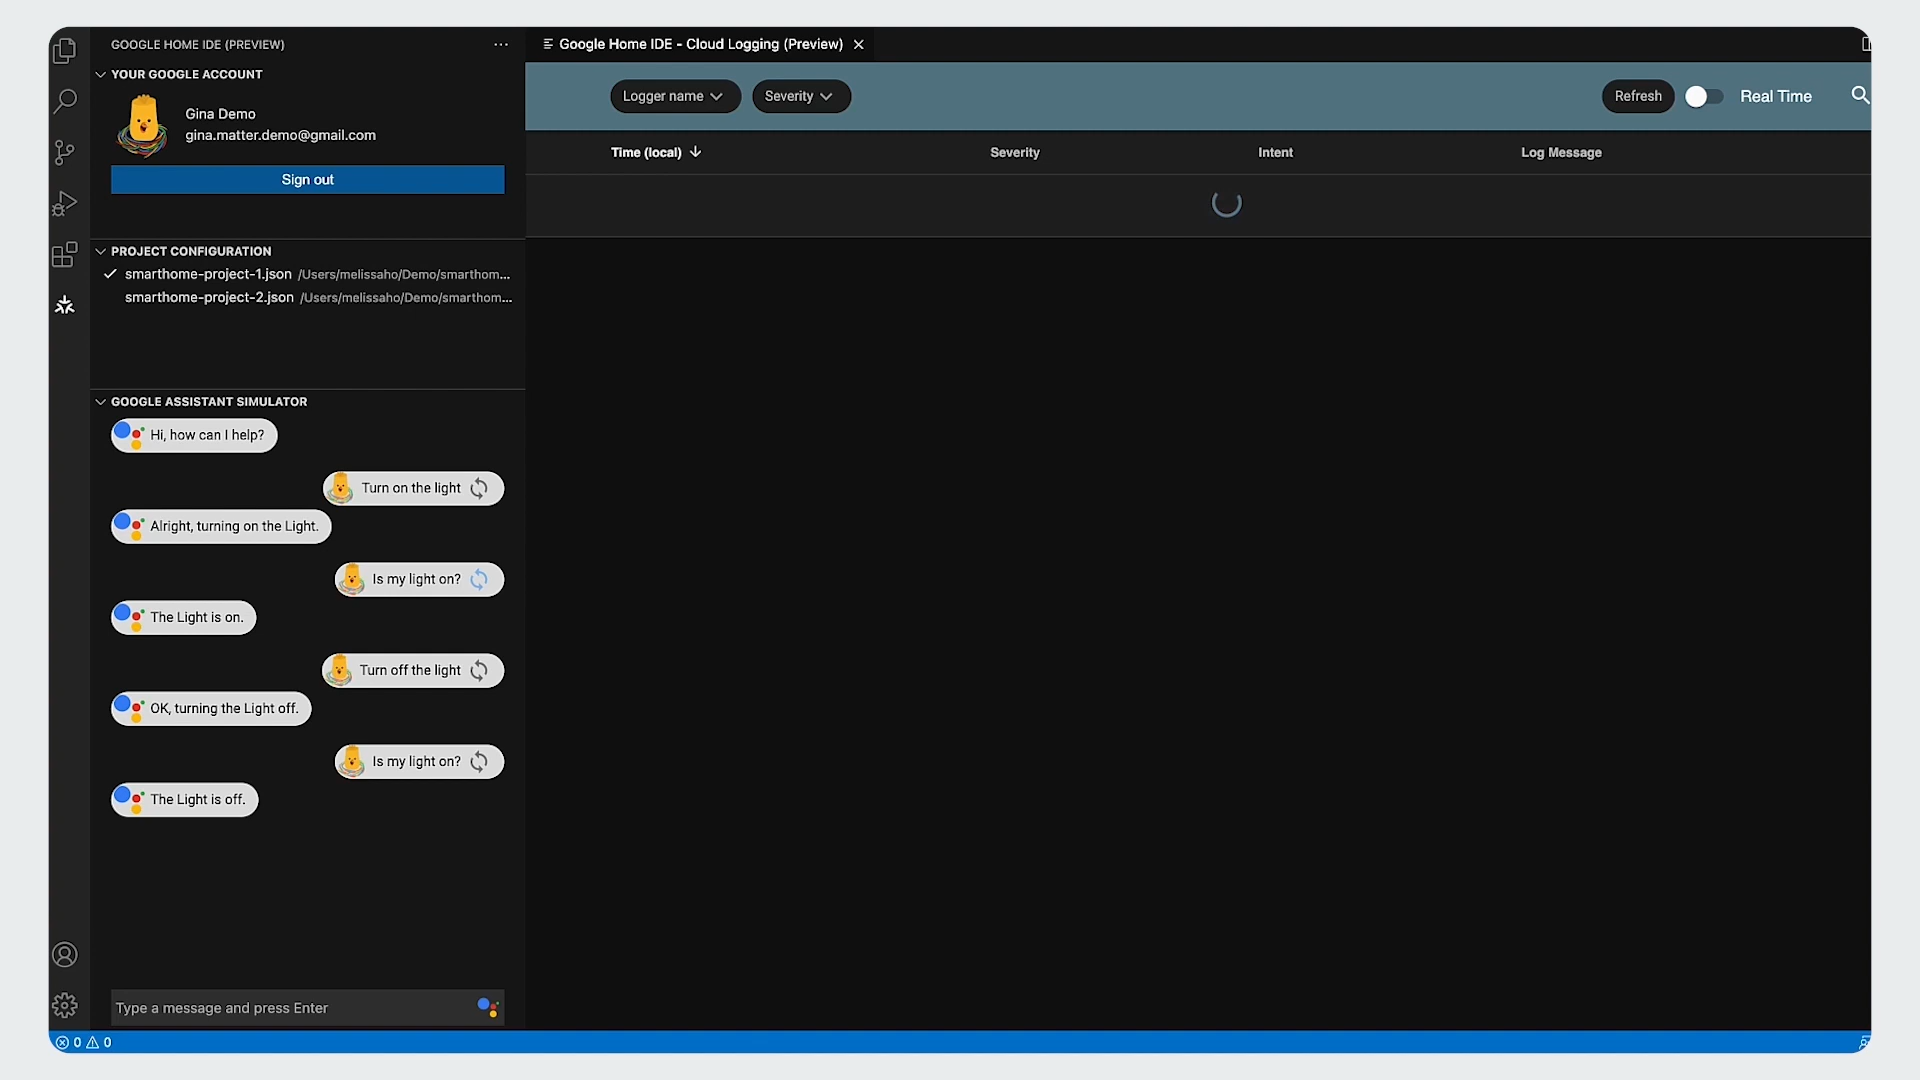 GOOGLE HOME IDE (PREVIEW)
YOUR GOOGLE ACCOUNT
Gina Demo
gina.matter.demo@gmail.com
Sign out
PROJECT CONFIGURATION
smarthome-project-1.json /Users/melissaho/Demo/smarthom...
smarthome-project-2.json /Users/melissaho/Demo/smarthom...
GOOGLE ASSISTANT SIMULATOR
Hi, how can I help?
Turn on the light
Alright, turning on the Light.
Is my light on?
The Light is on.
Turn off the light
OK, turning the Light off.
Is my light on?
The Light is off.
Type a message and press Enter
0 0
Google Home IDE - Cloud Logging (Preview)
Logger name Severity Refresh Real Time
Time (local) Severity Intent Log Message